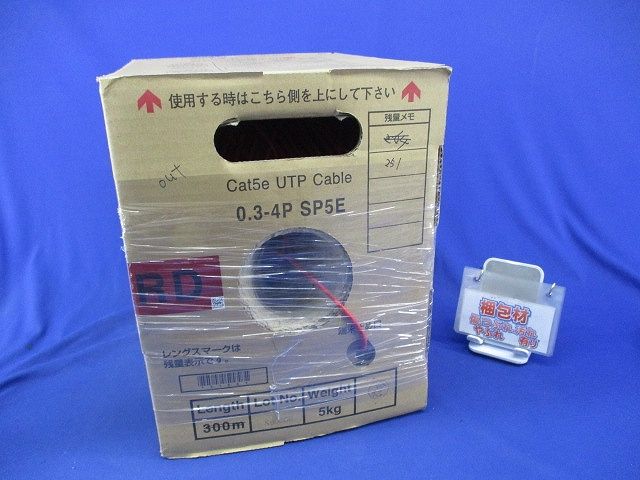 使用する時はこちら側を上にして下さい
残量メモ
261
out
Cat5e UTP Cable
0.3-4P SP5E
RD
レングスマークは
残量表示です。
Length
Lot No.
Weight
300m
5kg
梱包材
やぶれ 有り